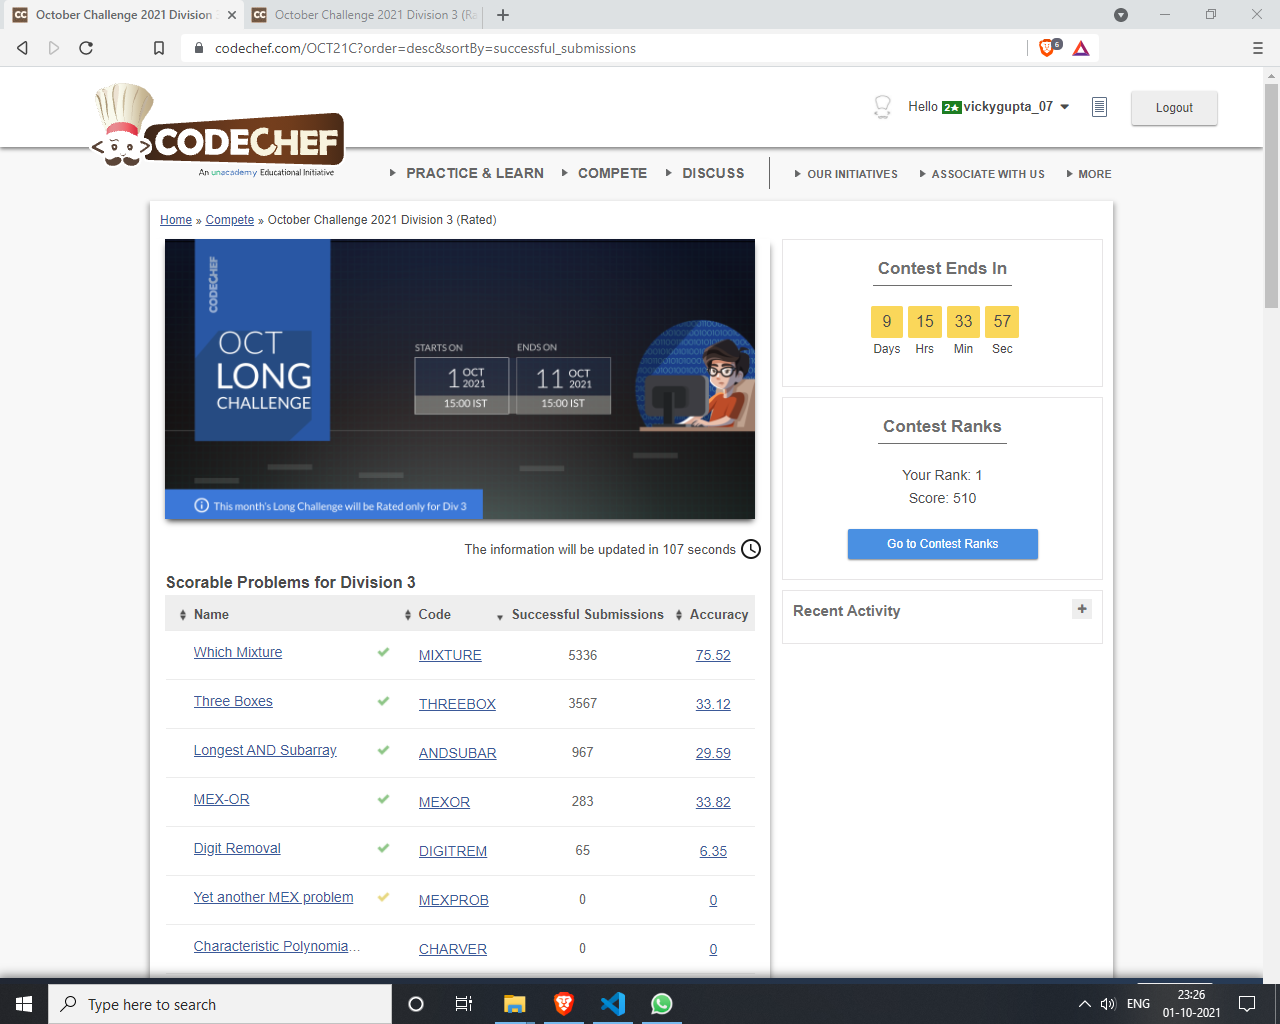 October Challenge 2021 Division 3
October Challenge 2021 Division 3 (Ra
codechef.com/OCT21C?order=desc&sortBy=successful_submissions
6
CODECHEF
An unacademy Educational Initiative
Hello 2★ vickygupta_07
Logout
PRACTICE & LEARN COMPETE DISCUSS OUR INITIATIVES ASSOCIATE WITH US MORE
Home » Compete » October Challenge 2021 Division 3 (Rated)
CODECHEF
OCT
LONG
CHALLENGE
STARTS ON ENDS ON
1 OCT 2021 11 OCT 2021
15:00 IST 15:00 IST
This month's Long Challenge will be Rated only for Div 3
Contest Ends In
9 15 33 57
Days Hrs Min Sec
Contest Ranks
Your Rank: 1
Score: 510
Go to Contest Ranks
Recent Activity +
The information will be updated in 107 seconds
Scorable Problems for Division 3
Name Code Successful Submissions Accuracy
Which Mixture MIXTURE 5336 75.52
Three Boxes THREEBOX 3567 33.12
Longest AND Subarray ANDSUBAR 967 29.59
MEX-OR MEXOR 283 33.82
Digit Removal DIGITREM 65 6.35
Yet another MEX problem MEXPROB 0 0
Characteristic Polynomia... CHARVER 0 0
Type here to search
ENG
23:26
01-10-2021